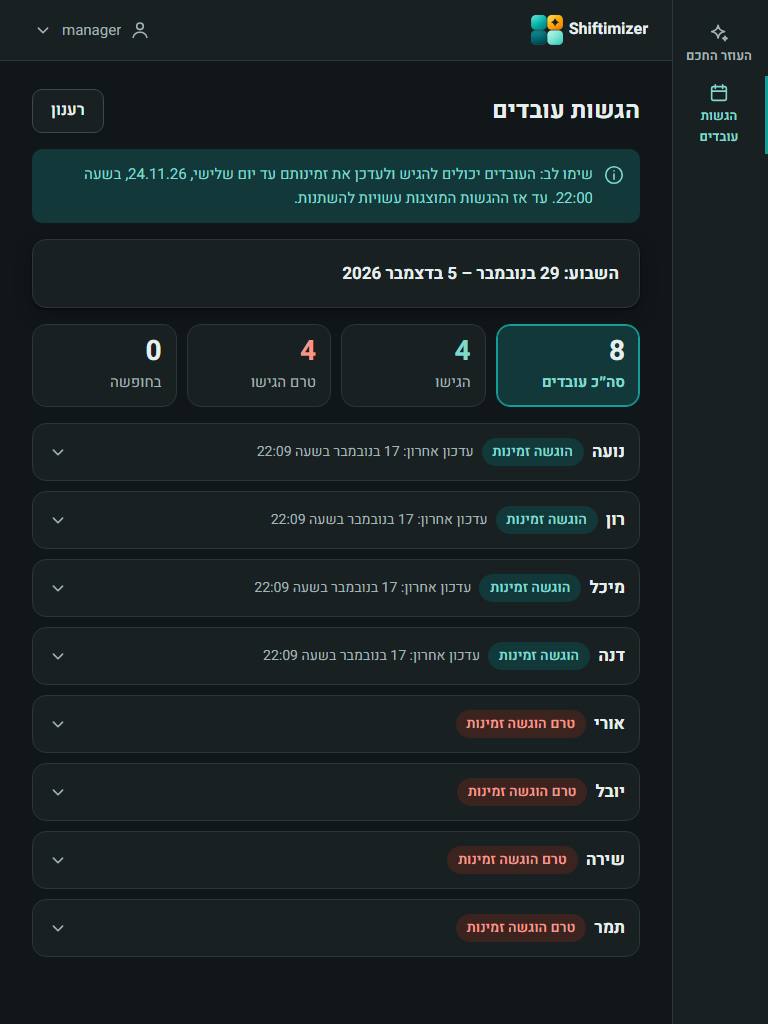 Shiftimizer
manager
העוזר החכם
הגשות
עובדים
הגשות עובדים
רענון
שימו לב: העובדים יכולים להגיש ולעדכן את זמינותם עד יום שלישי, 24.11.26, בשעה
22:00. עד אז ההגשות המוצגות עשויות להשתנות.
השבוע: 29 בנובמבר – 5 בדצמבר 2026
8
סה״כ עובדים
4
הגישו
4
טרם הגישו
0
בחופשה
נועה הוגשה זמינות עדכון אחרון: 17 בנובמבר בשעה 22:09
רון הוגשה זמינות עדכון אחרון: 17 בנובמבר בשעה 22:09
מיכל הוגשה זמינות עדכון אחרון: 17 בנובמבר בשעה 22:09
דנה הוגשה זמינות עדכון אחרון: 17 בנובמבר בשעה 22:09
אורי טרם הוגשה זמינות
יובל טרם הוגשה זמינות
שירה טרם הוגשה זמינות
תמר טרם הוגשה זמינות